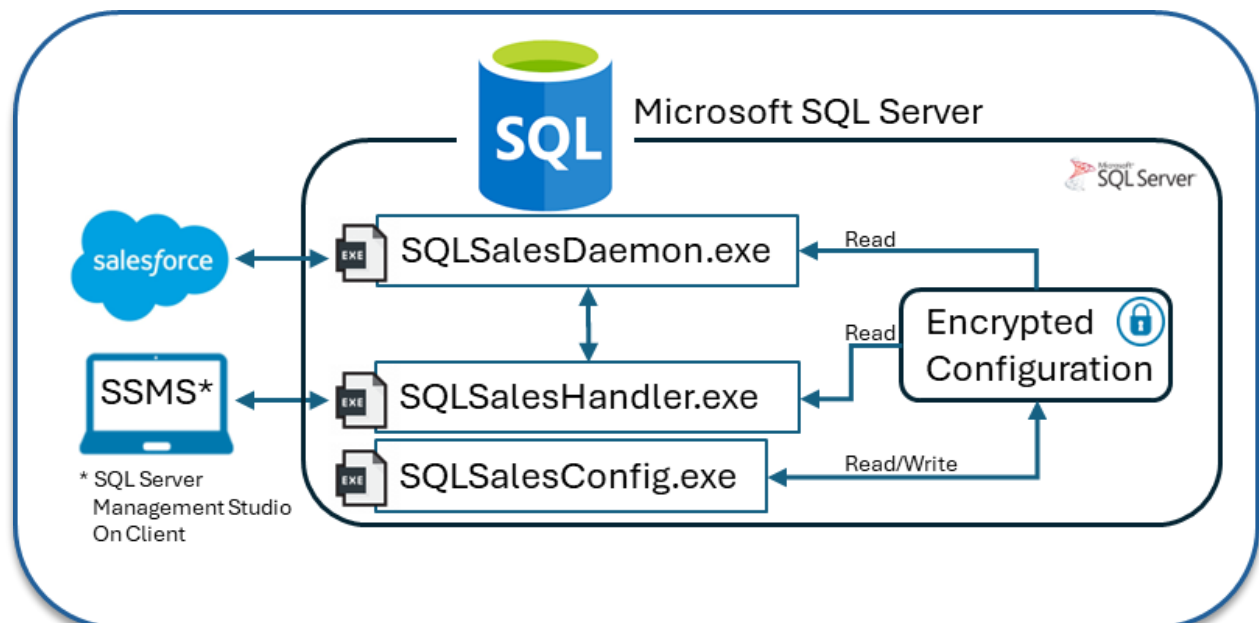 SQL
Microsoft SQL Server
Microsoft
SQL Server
salesforce
EXE
SQLSalesDaemon.exe
Read
Encrypted
Configuration
Read
SSMS*
EXE
SQLSalesHandler.exe
EXE
SQLSalesConfig.exe
Read/Write
* SQL Server
Management Studio
On Client